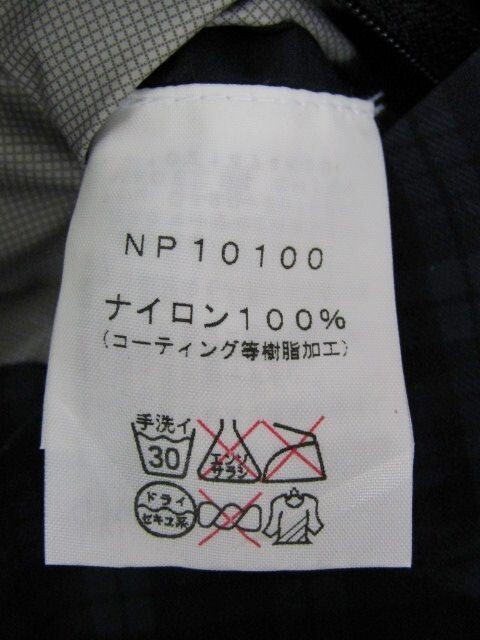 NP10100
ナイロン100%
(コーティング等樹脂加工)
手洗イ
30
エンソ
サラシ
ドライ
セキユ系